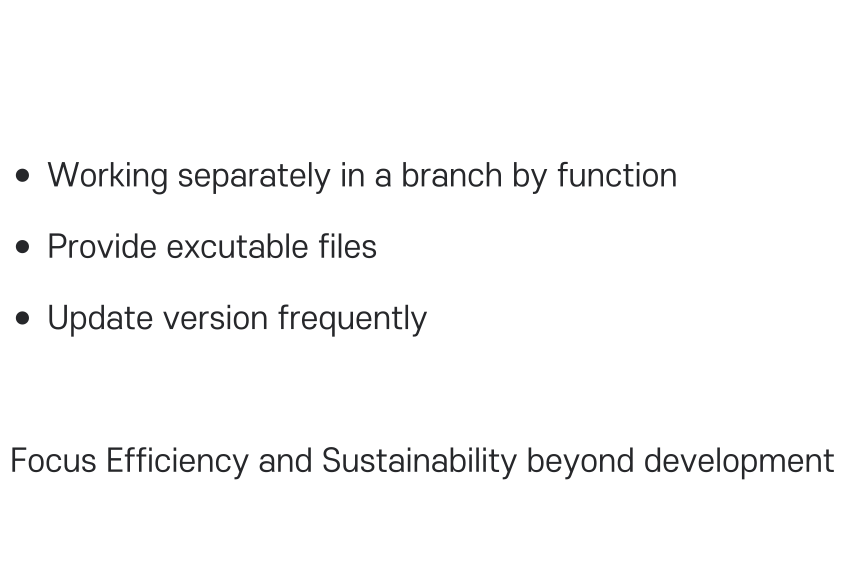 • Working separately in a branch by function
• Provide excutable files
• Update version frequently
Focus Efficiency and Sustainability beyond development